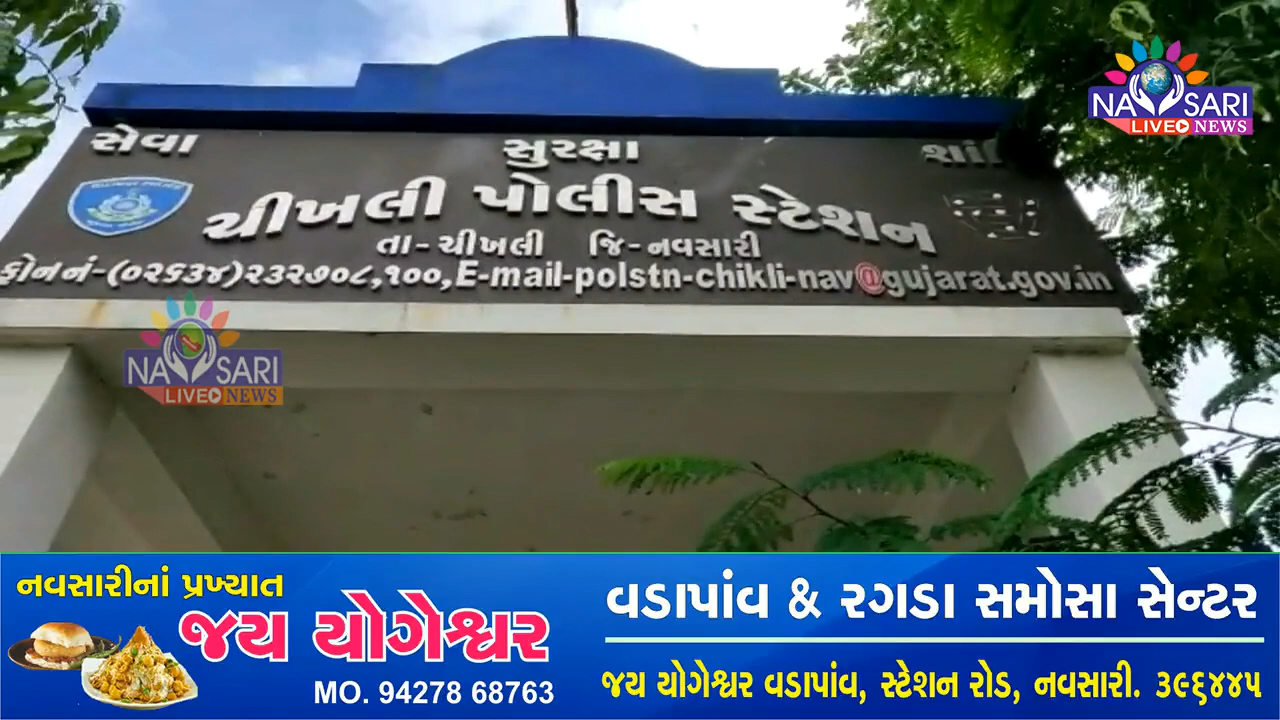 NAVSARI
LIVE NEWS
સેવા સુરક્ષા
ચીખલી પોલીસ સ્ટેશન
તા- ચીખલી જિ- નવસારી
ફોન નં-(૦૨૬૩૪)૨૩૨૭૦૮,૧૦૦,E-mail-polstn-chikli-nav@gujarat.gov.in
NAVSARI
LIVE NEWS
નવસારીનાં પ્રખ્યાત
જય યોગેશ્વર
MO. 94278 68763
વડાપાંવ & રગડા સમોસા સેન્ટર
જય યોગેશ્વર વડાપાંવ, સ્ટેશન રોડ, નવસારી. ૩૯૬૪૪૫